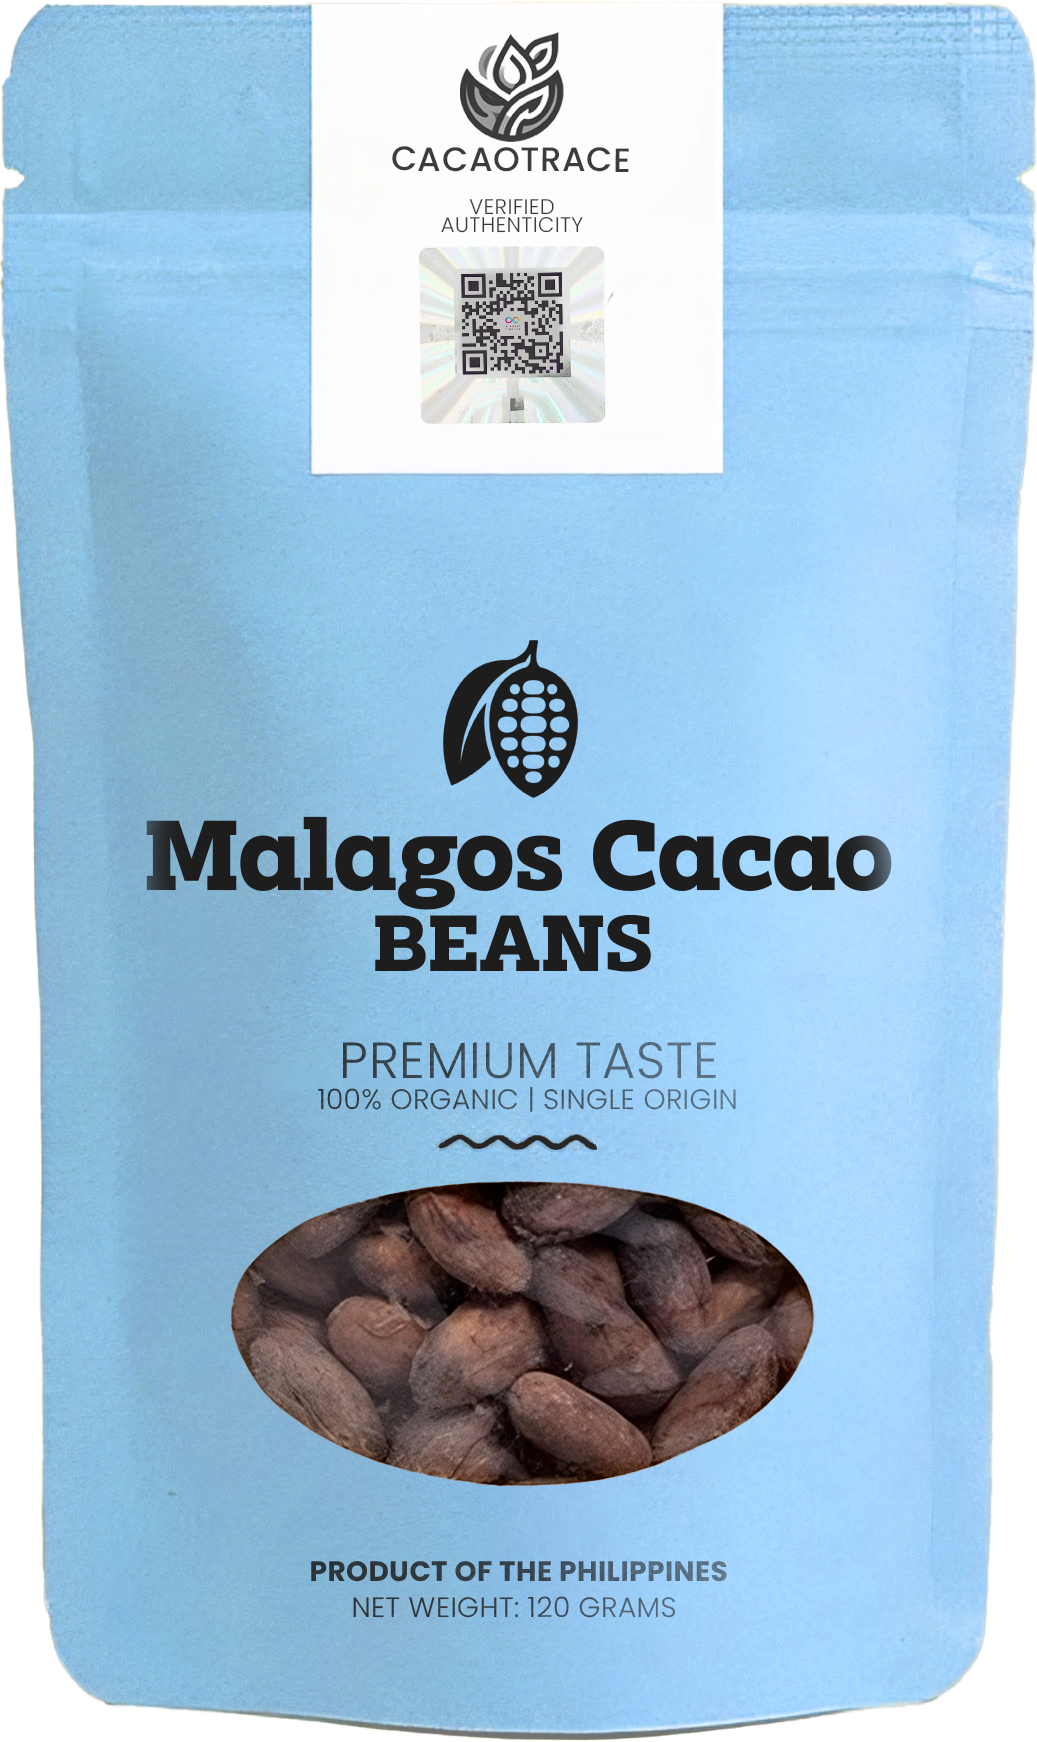 CACAOTRACE
VERIFIED
AUTHENTICITY
Malagos Cacao
BEANS
PREMIUM TASTE
100% ORGANIC | SINGLE ORIGIN
PRODUCT OF THE PHILIPPINES
NET WEIGHT: 120 GRAMS